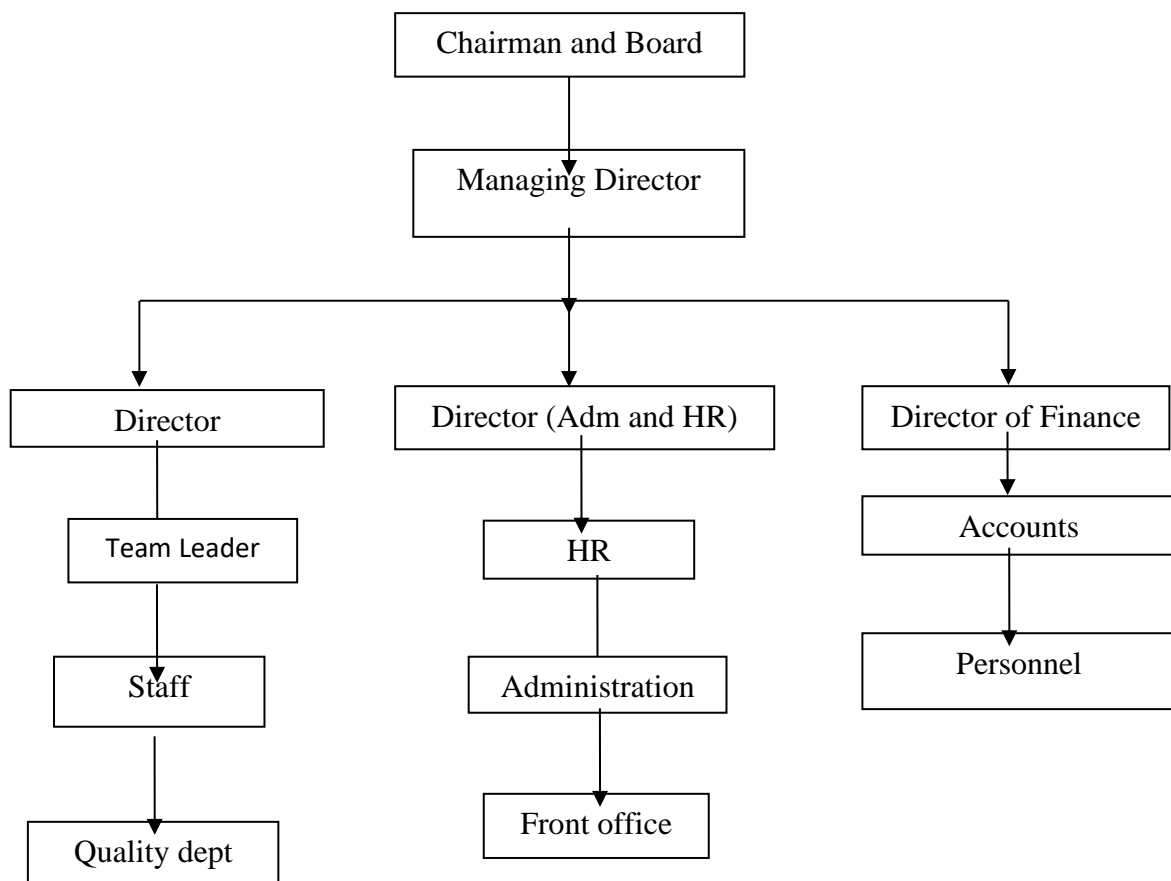 Chairman and Board
Managing Director
Director
Director (Adm and HR)
Director of Finance
Team Leader
HR
Accounts
Staff
Administration
Personnel
Quality dept
Front office